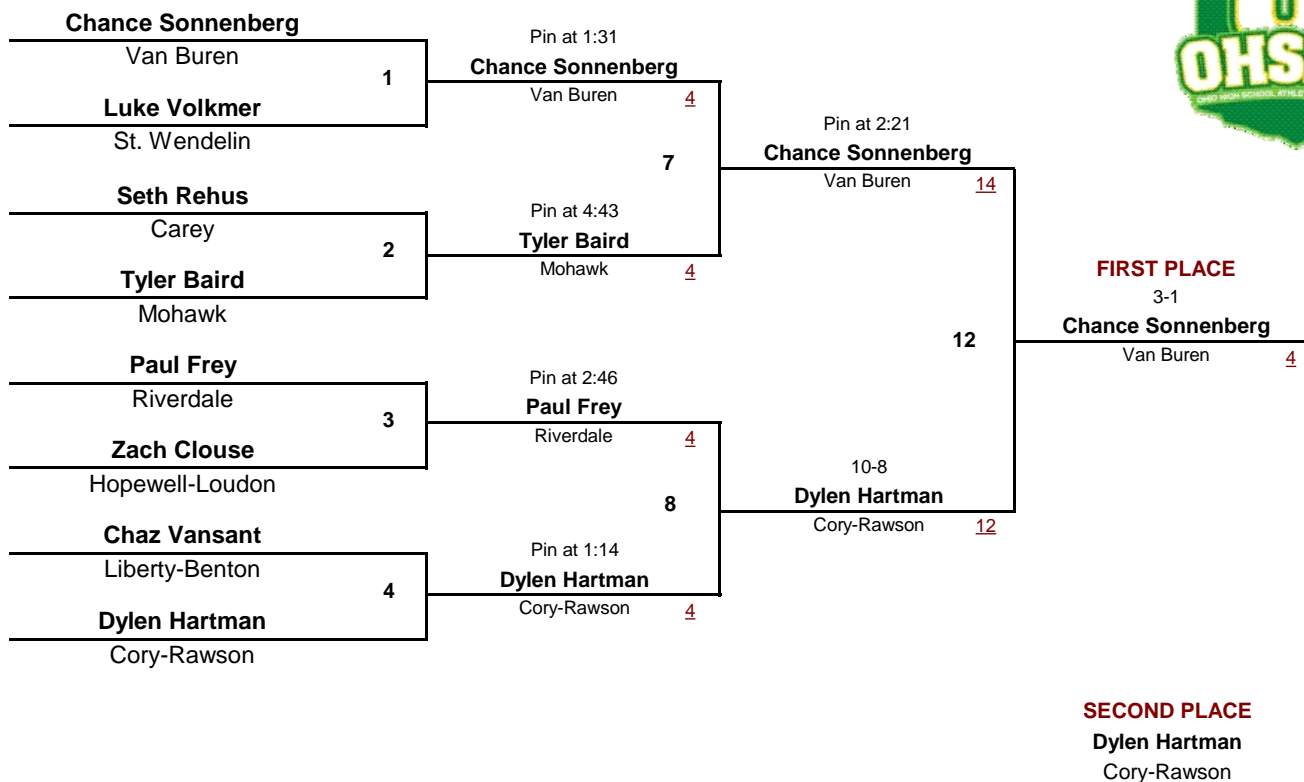 Chance Sonnenberg
Van Buren
1
Luke Volkmer
St. Wendelin
Seth Rehus
Carey
2
Tyler Baird
Mohawk
Paul Frey
Riverdale
3
Zach Clouse
Hopewell-Loudon
Chaz Vansant
Liberty-Benton
4
Dylen Hartman
Cory-Rawson
Pin at 1:31
Chance Sonnenberg
Van Buren 4
7
Pin at 4:43
Tyler Baird
Mohawk 4
Pin at 2:46
Paul Frey
Riverdale 4
8
Pin at 1:14
Dylen Hartman
Cory-Rawson 4
Pin at 2:21
Chance Sonnenberg
Van Buren 14
12
10-8
Dylen Hartman
Cory-Rawson 12
OHS
OHIO HIGH SCHOOL
FIRST PLACE
3-1
Chance Sonnenberg
Van Buren 4
SECOND PLACE
Dylen Hartman
Cory-Rawson